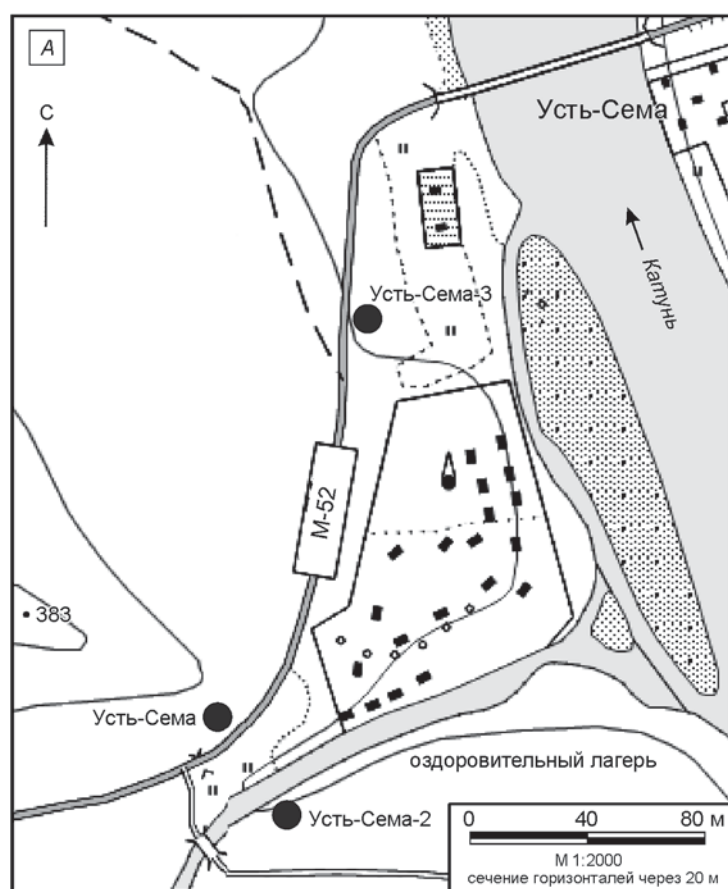 А
С
Усть-Сема
Катунь
Усть-Сема-3
М-52
383
Усть-Сема
оздоровительный лагерь
Усть-Сема-2
0 40 80 м
М 1:2000
сечение горизонталей через 20 м